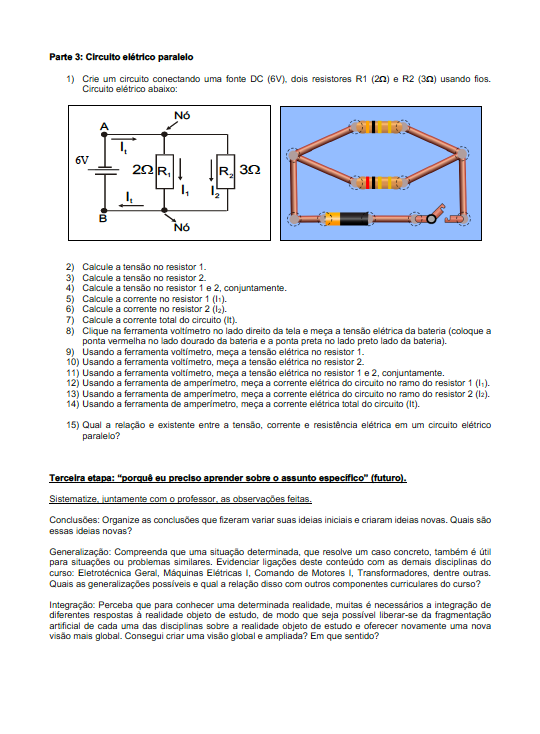 Parte 3: Circuito elétrico paralelo
1) Crie um circuito conectando uma fonte DC (6V), dois resistores R1 (2Ω) e R2 (3Ω) usando fios.
Circuito elétrico abaixo:
Nó
A
It
6V
2Ω R1
R2 3Ω
I1
I2
It
B
Nó
2) Calcule a tensão no resistor 1.
3) Calcule a tensão no resistor 2.
4) Calcule a tensão no resistor 1 e 2, conjuntamente.
5) Calcule a corrente no resistor 1 (I1).
6) Calcule a corrente no resistor 2 (I2).
7) Calcule a corrente total do circuito (It).
8) Clique na ferramenta voltímetro no lado direito da tela e meça a tensão elétrica da bateria (coloque a
ponta vermelha no lado dourado da bateria e a ponta preta no lado preto lado da bateria).
9) Usando a ferramenta voltímetro, meça a tensão elétrica no resistor 1.
10) Usando a ferramenta voltímetro, meça a tensão elétrica no resistor 2.
11) Usando a ferramenta voltímetro, meça a tensão elétrica no resistor 1 e 2, conjuntamente.
12) Usando a ferramenta de amperímetro, meça a corrente elétrica do circuito no ramo do resistor 1 (I1).
13) Usando a ferramenta de amperímetro, meça a corrente elétrica do circuito no ramo do resistor 2 (I2).
14) Usando a ferramenta de amperímetro, meça a corrente elétrica total do circuito (It).
15) Qual a relação e existente entre a tensão, corrente e resistência elétrica em um circuito elétrico
paralelo?
Terceira etapa: “porquê eu preciso aprender sobre o assunto específico” (futuro).
Sistematize, juntamente com o professor, as observações feitas.
Conclusões: Organize as conclusões que fizeram variar suas ideias iniciais e criaram ideias novas. Quais são
essas ideias novas?
Generalização: Compreenda que uma situação determinada, que resolve um caso concreto, também é útil
para situações ou problemas similares. Evidenciar ligações deste conteúdo com as demais disciplinas do
curso: Eletrotécnica Geral, Máquinas Elétricas I, Comando de Motores I, Transformadores, dentre outras.
Quais as generalizações possíveis e qual a relação disso com outros componentes curriculares do curso?
Integração: Perceba que para conhecer uma determinada realidade, muitas é necessários a integração de
diferentes respostas à realidade objeto de estudo, de modo que seja possível liberar-se da fragmentação
artificial de cada uma das disciplinas sobre a realidade objeto de estudo e oferecer novamente uma nova
visão mais global. Consegui criar uma visão global e ampliada? Em que sentido?